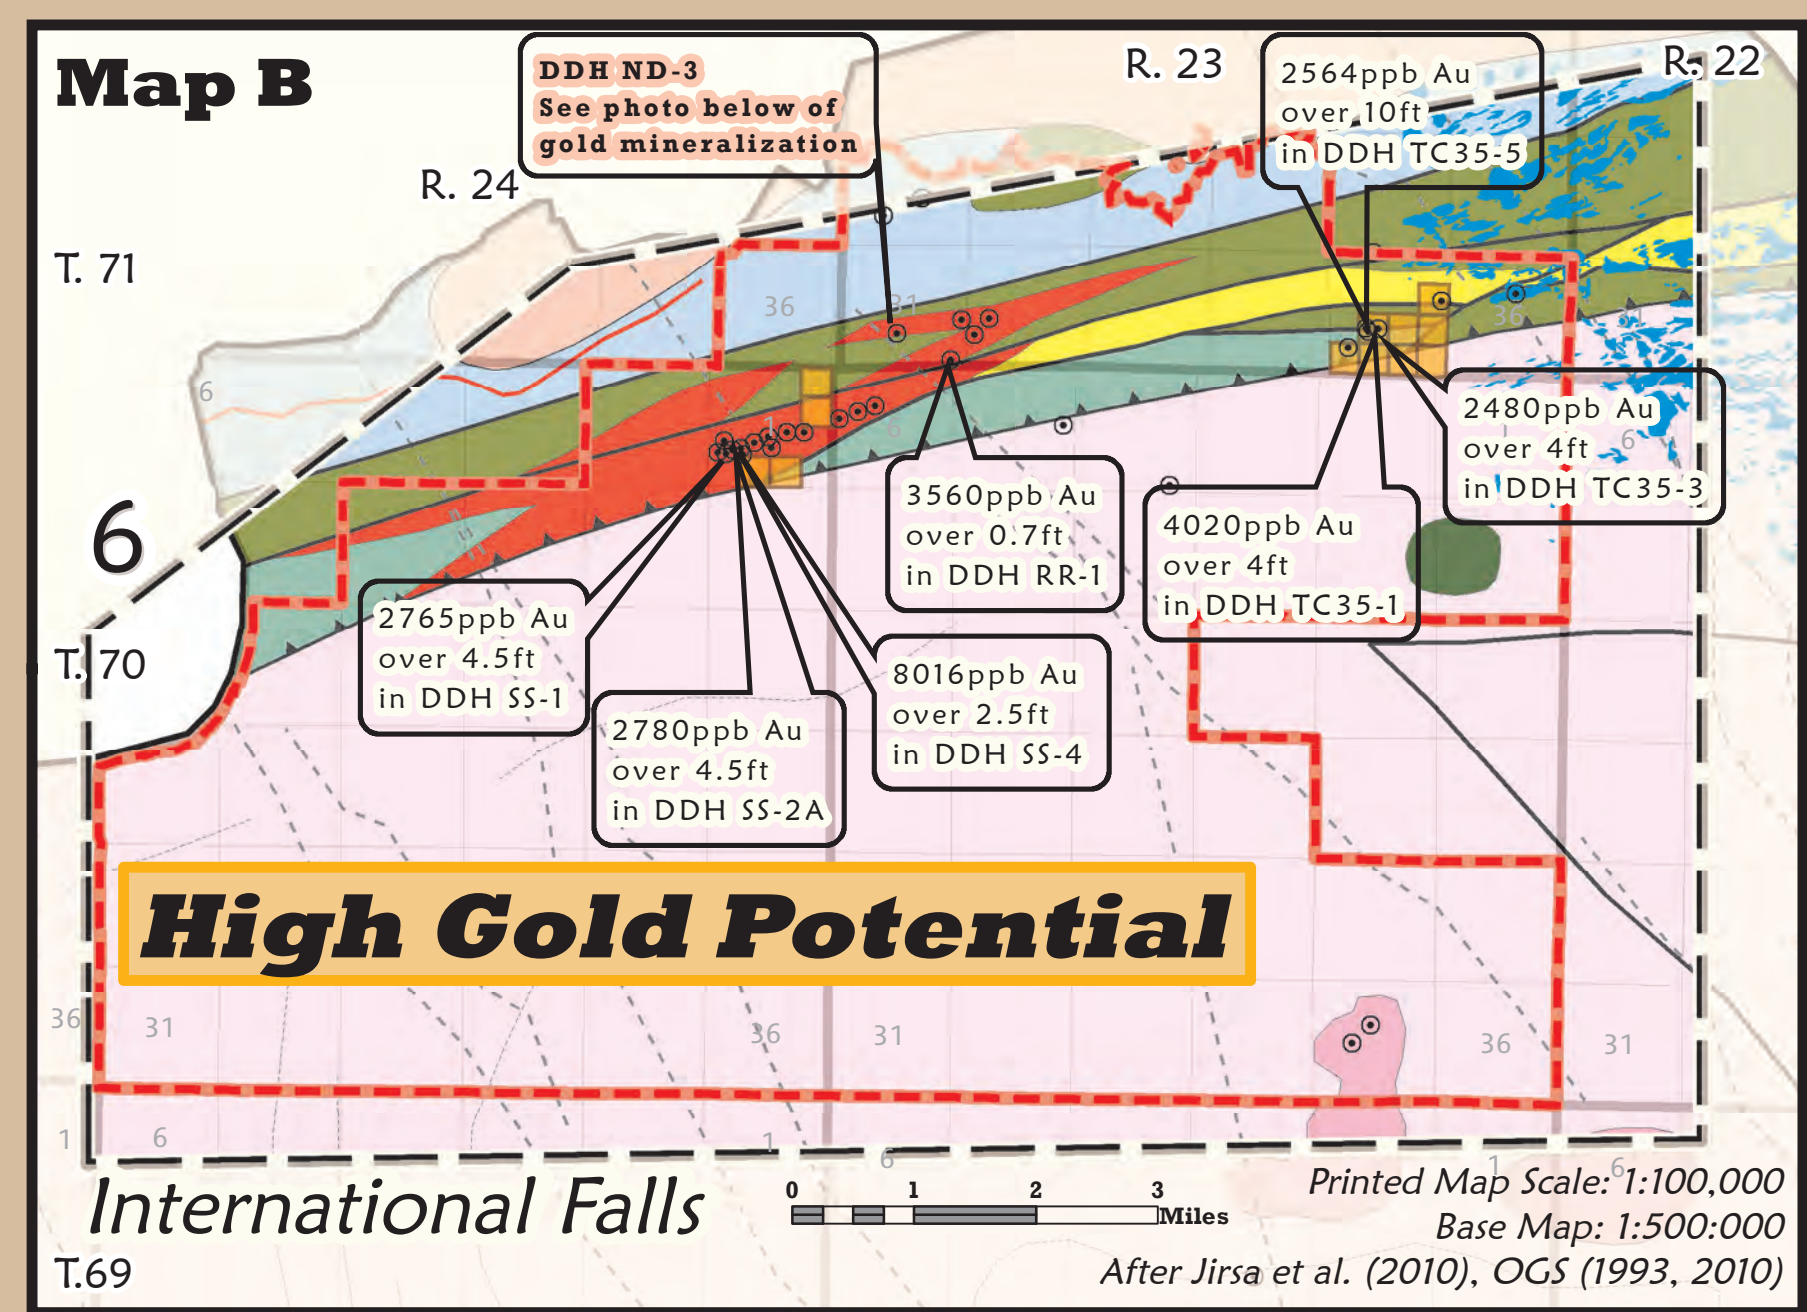 Map B
DDH ND-3
See photo below of
gold mineralization
R. 23
2564ppb Au
over 10ft
in DDH TC35-5
R. 22
R. 24
T. 71
36
31
36
31
6
1
6
6
6
2480ppb Au
over 4ft
in DDH TC35-3
3560ppb Au
over 0.7ft
in DDH RR-1
4020ppb Au
over 4ft
in DDH TC35-1
2765ppb Au
over 4.5ft
in DDH SS-1
T. 70
8016ppb Au
over 2.5ft
in DDH SS-4
2780ppb Au
over 4.5ft
in DDH SS-2A
High Gold Potential
36
31
36
31
36
31
1
6
1
6
1
6
International Falls
0 1 2 3
Miles
Printed Map Scale: 1:100,000
Base Map: 1:500:000
After Jirsa et al. (2010), OGS (1993, 2010)
T.69